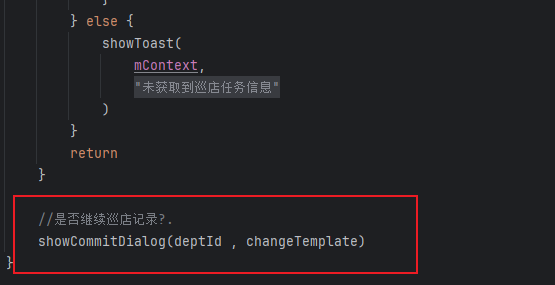 }
} else {
showToast(
mContext,
"未获取到巡店任务信息"
)
}
return
}
//是否继续巡店记录?.
showCommitDialog(deptId , changeTemplate)
}